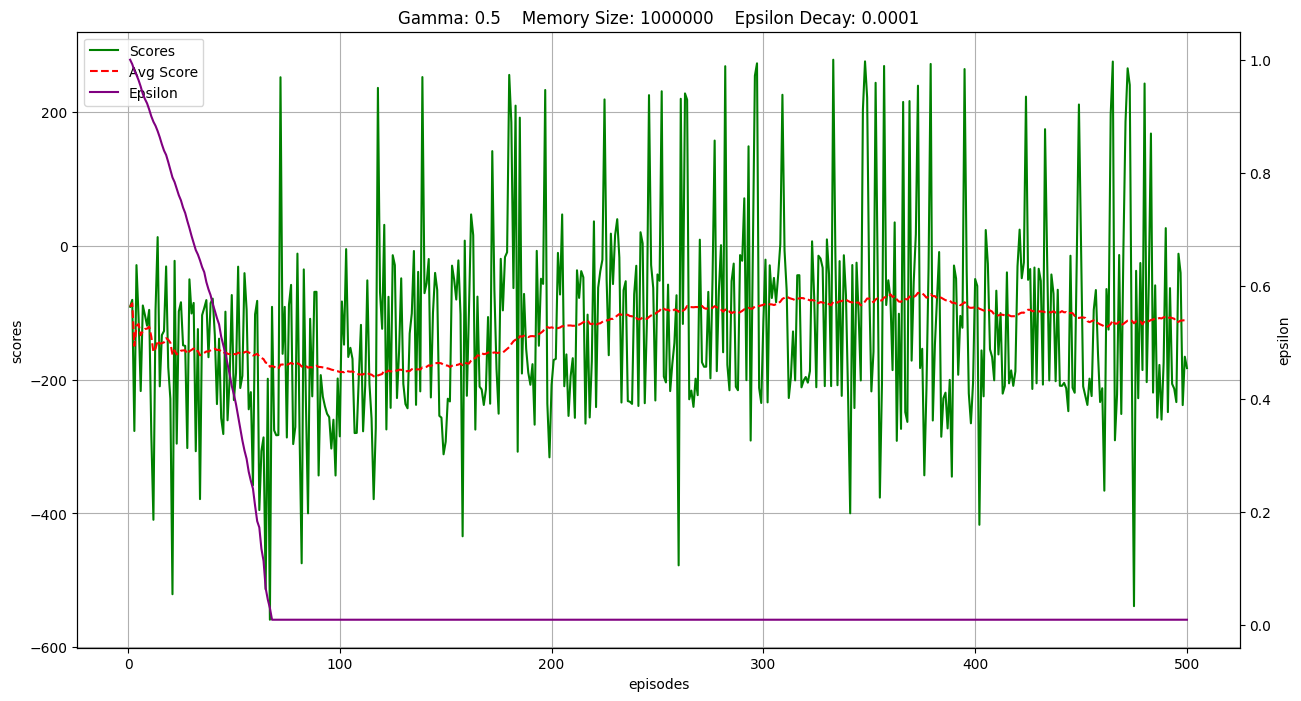 Gamma: 0.5    Memory Size: 1000000    Epsilon Decay: 0.0001
Scores
Avg Score
Epsilon
scores
200
0
−200
−400
−600
1.0
0.8
0.6
0.4
0.2
0.0
epsilon
0
100
200
300
400
500
episodes